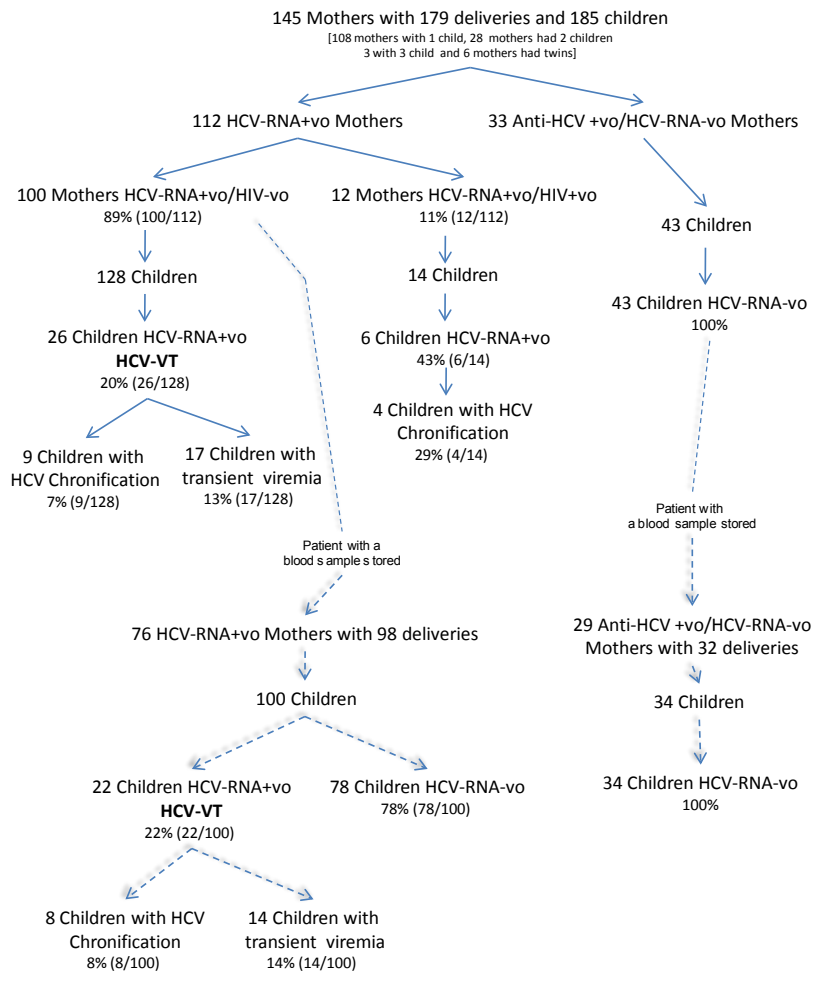 145 Mothers with 179 deliveries and 185 children
[108 mothers with 1 child, 28 mothers had 2 children
3 with 3 child and 6 mothers had twins]
112 HCV-RNA+vo Mothers
33 Anti-HCV +vo/HCV-RNA-vo Mothers
100 Mothers HCV-RNA+vo/HIV-vo
89% (100/112)
12 Mothers HCV-RNA+vo/HIV+vo
11% (12/112)
43 Children
128 Children
14 Children
43 Children HCV-RNA-vo
100%
26 Children HCV-RNA+vo
HCV-VT
20% (26/128)
6 Children HCV-RNA+vo
43% (6/14)
4 Children with HCV
Chronification
29% (4/14)
9 Children with
HCV Chronification
7% (9/128)
17 Children with
transient viremia
13% (17/128)
Patient with a
blood s ample s tored
Patient with
a blood sample stored
76 HCV-RNA+vo Mothers with 98 deliveries
29 Anti-HCV +vo/HCV-RNA-vo
Mothers with 32 deliveries
100 Children
34 Children
22 Children HCV-RNA+vo
HCV-VT
22% (22/100)
78 Children HCV-RNA-vo
78% (78/100)
34 Children HCV-RNA-vo
100%
8 Children with HCV
Chronification
8% (8/100)
14 Children with
transient viremia
14% (14/100)